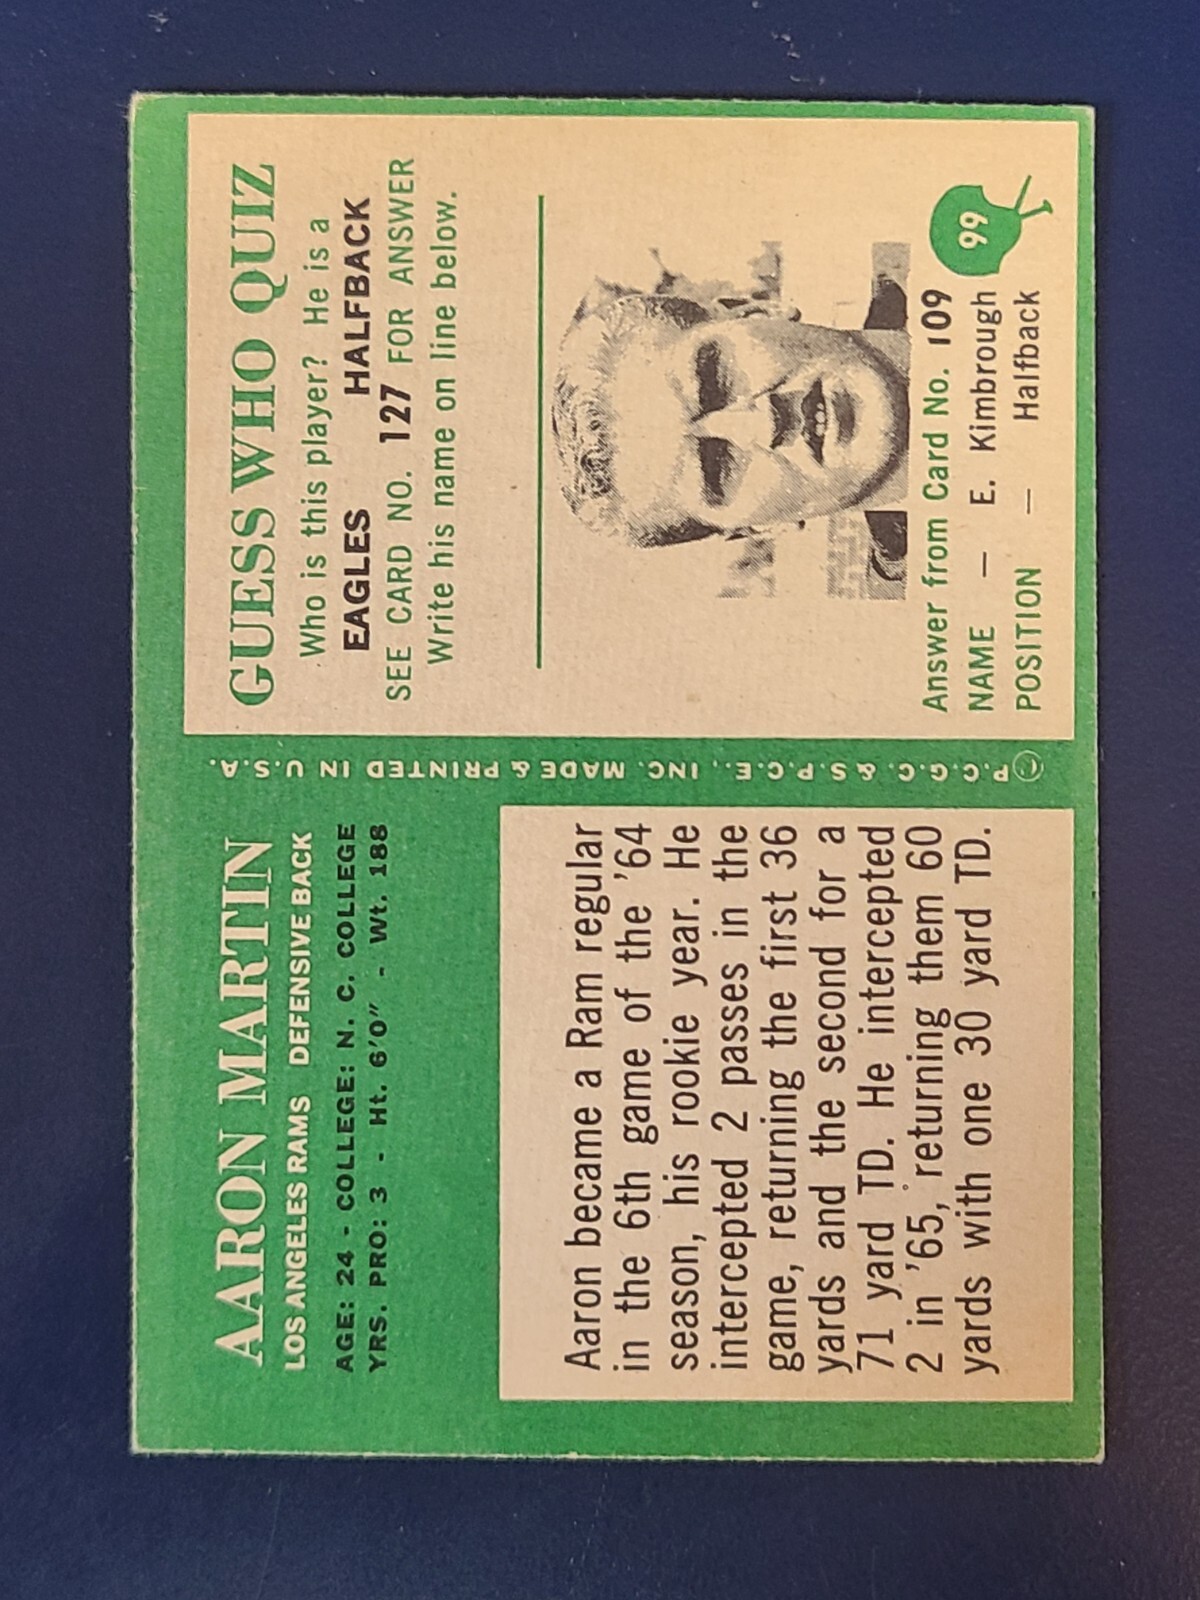 AARON MARTIN
LOS ANGELES RAMS DEFENSIVE BACK
AGE: 24 - COLLEGE: N. C. COLLEGE
YRS. PRO: 3 - Ht. 6'0" - Wt. 188
Aaron became a Ram regular
in the 6th game of the '64
season, his rookie year. He
intercepted 2 passes in the
game, returning the first 36
yards and the second for a
71 yard TD. He intercepted
2 in '65, returning them 60
yards with one 30 yard TD.
© P.C.G.C. & S.P.C.E., INC. MADE & PRINTED IN U.S.A.
GUESS WHO QUIZ
Who is this player? He is a
EAGLES HALFBACK
SEE CARD NO. 127 FOR ANSWER
Write his name on line below.
Answer from Card No. 109
NAME — E. Kimbrough
POSITION — Halfback
99